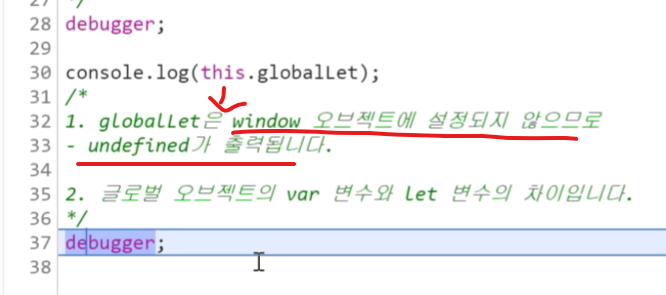 27 */
28 debugger;
29
30 console.log(this.globalLet);
31 /*
32 1. globalLet은 window 오브젝트에 설정되지 않으므로
33 - undefined가 출력됩니다.
34
35 2. 글로벌 오브젝트의 var 변수와 let 변수의 차이입니다.
36 */
37 debugger;
38